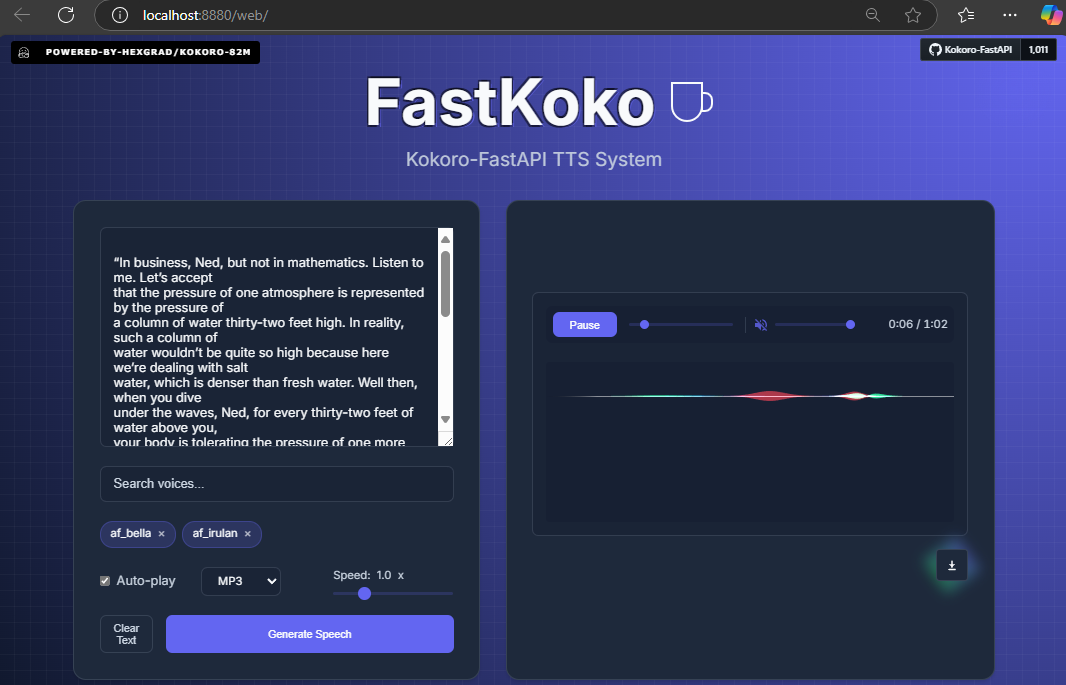 localhost:8880/web/
POWERED-BY-HEXGRAD/KOKORO-82M
Kokoro-FastAPI 1,011
FastKoko
Kokoro-FastAPI TTS System
“In business, Ned, but not in mathematics. Listen to
me. Let’s accept
that the pressure of one atmosphere is represented
by the pressure of
a column of water thirty-two feet high. In reality,
such a column of
water wouldn’t be quite so high because here
we’re dealing with salt
water, which is denser than fresh water. Well then,
when you dive
under the waves, Ned, for every thirty-two feet of
water above you,
your body is tolerating the pressure of one more
Search voices...
af_bella ×
af_irulan ×
Auto-play
MP3
Speed: 1.0 x
Clear
Text
Generate Speech
Pause
0:06 / 1:02